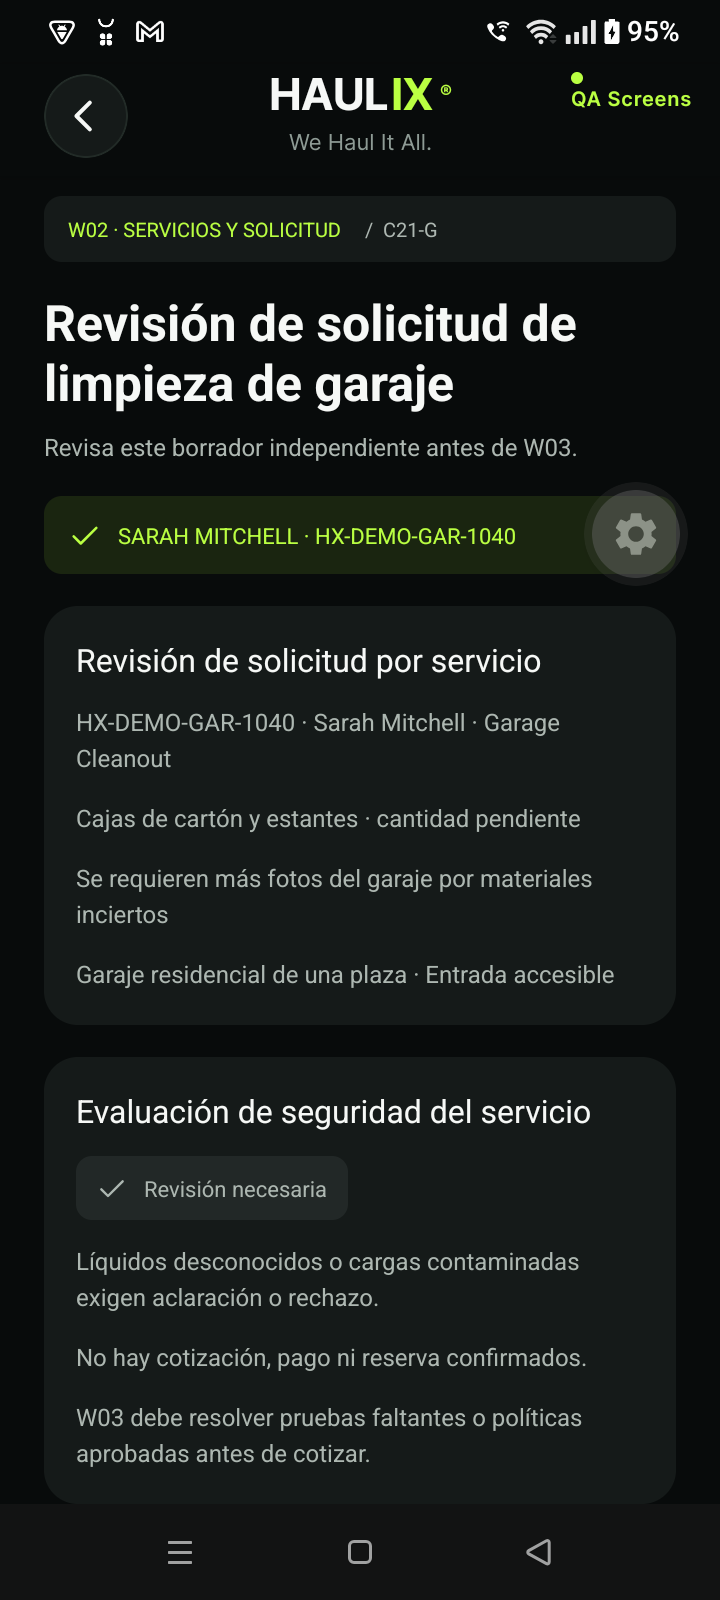 95%
HAULIX ®
We Haul It All.
QA Screens
W02 · SERVICIOS Y SOLICITUD / C21-G
Revisión de solicitud de
limpieza de garaje
Revisa este borrador independiente antes de W03.
SARAH MITCHELL · HX-DEMO-GAR-1040
Revisión de solicitud por servicio
HX-DEMO-GAR-1040 · Sarah Mitchell · Garage
Cleanout
Cajas de cartón y estantes · cantidad pendiente
Se requieren más fotos del garaje por materiales
inciertos
Garaje residencial de una plaza · Entrada accesible
Evaluación de seguridad del servicio
Revisión necesaria
Líquidos desconocidos o cargas contaminadas
exigen aclaración o rechazo.
No hay cotización, pago ni reserva confirmados.
W03 debe resolver pruebas faltantes o políticas
aprobadas antes de cotizar.